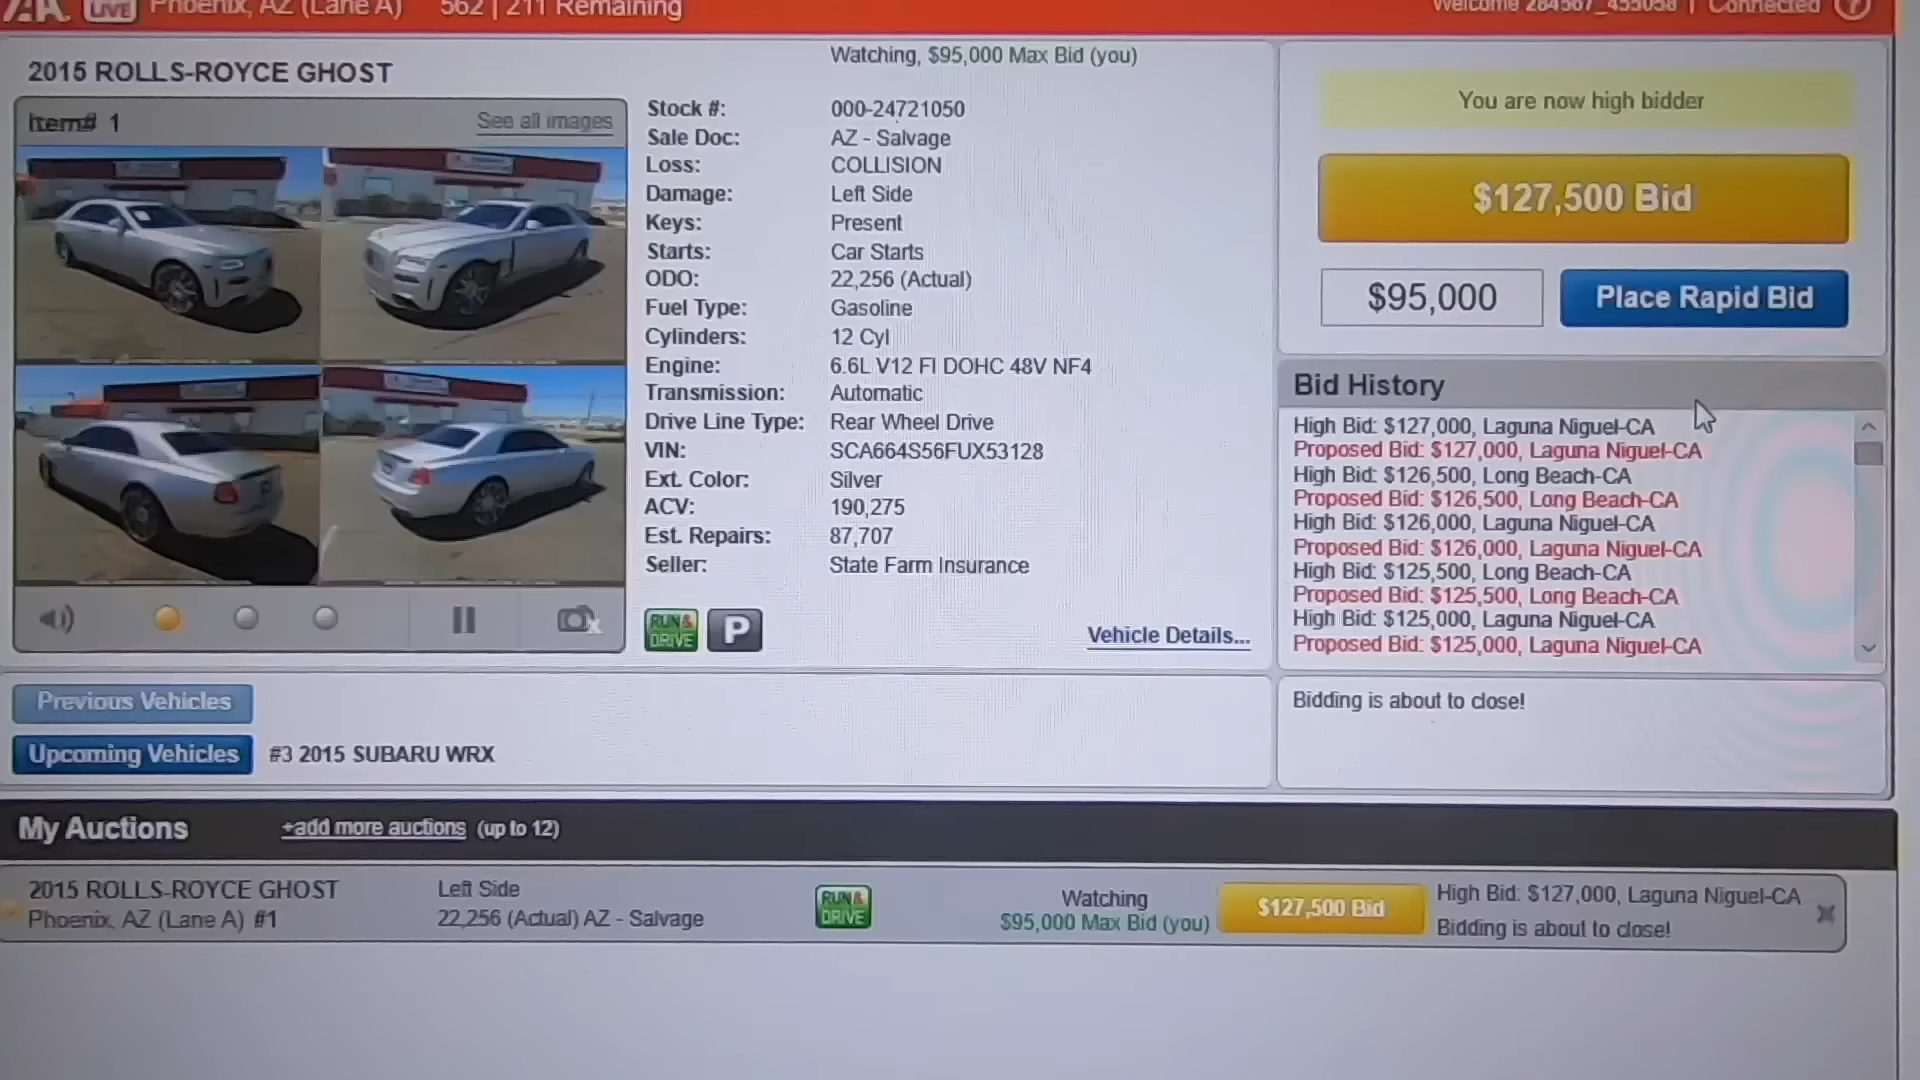 LIVE Phoenix, AZ (Lane A) 562 | 211 Remaining
Welcome 284567_455058 | Connected ?
2015 ROLLS-ROYCE GHOST
Watching, $95,000 Max Bid (you)
Item# 1 See all images
Stock #: 000-24721050
Sale Doc: AZ - Salvage
Loss: COLLISION
Damage: Left Side
Keys: Present
Starts: Car Starts
ODO: 22,256 (Actual)
Fuel Type: Gasoline
Cylinders: 12 Cyl
Engine: 6.6L V12 FI DOHC 48V NF4
Transmission: Automatic
Drive Line Type: Rear Wheel Drive
VIN: SCA664S56FUX53128
Ext. Color: Silver
ACV: 190,275
Est. Repairs: 87,707
Seller: State Farm Insurance
RUN& DRIVE P
Vehicle Details...
You are now high bidder
$127,500 Bid
$95,000 Place Rapid Bid
Bid History
High Bid: $127,000, Laguna Niguel-CA
Proposed Bid: $127,000, Laguna Niguel-CA
High Bid: $126,500, Long Beach-CA
Proposed Bid: $126,500, Long Beach-CA
High Bid: $126,000, Laguna Niguel-CA
Proposed Bid: $126,000, Laguna Niguel-CA
High Bid: $125,500, Long Beach-CA
Proposed Bid: $125,500, Long Beach-CA
High Bid: $125,000, Laguna Niguel-CA
Proposed Bid: $125,000, Laguna Niguel-CA
Bidding is about to close!
Previous Vehicles
Upcoming Vehicles #3 2015 SUBARU WRX
My Auctions +add more auctions (up to 12)
2015 ROLLS-ROYCE GHOST
Phoenix, AZ (Lane A) #1
Left Side
22,256 (Actual) AZ - Salvage
RUN& DRIVE
Watching
$95,000 Max Bid (you)
$127,500 Bid
High Bid: $127,000, Laguna Niguel-CA
Bidding is about to close!